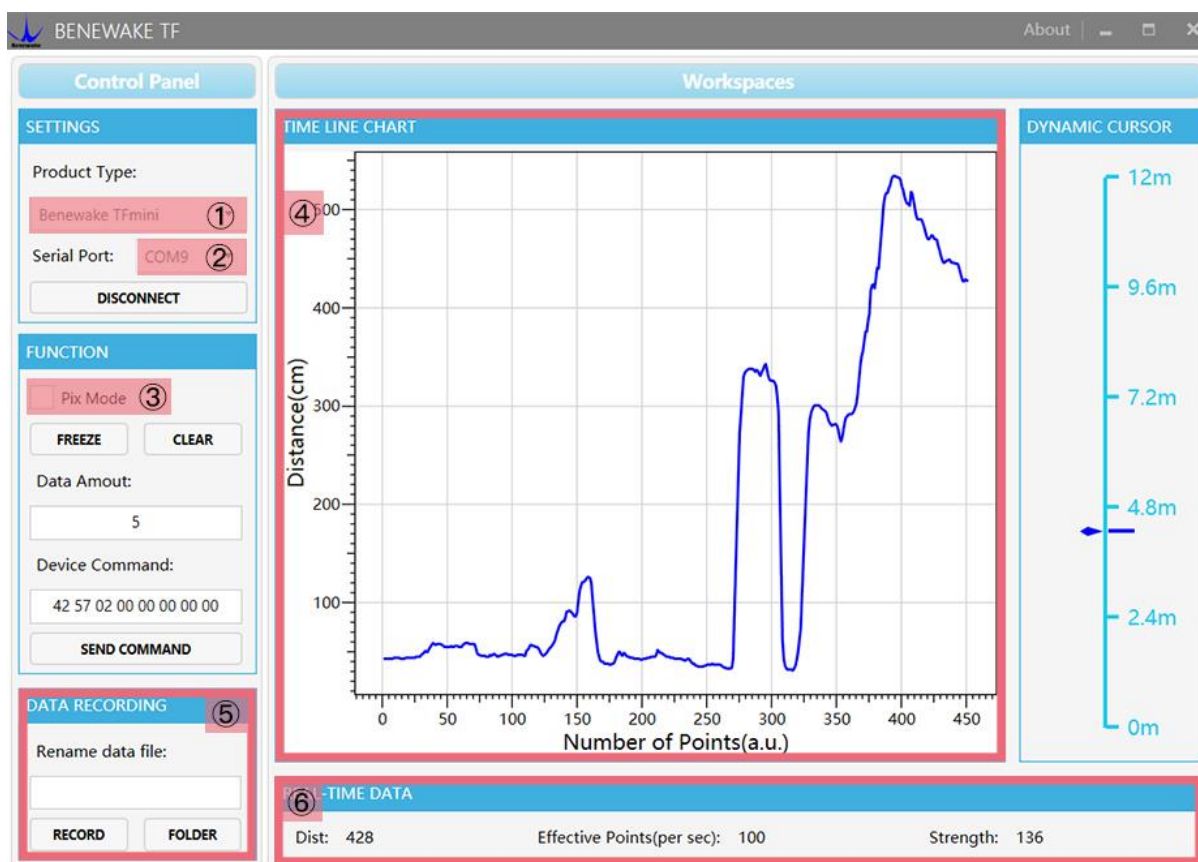 Benewake
BENEWAKE TF
About
Control Panel
Workspaces
SETTINGS
Product Type:
Benewake TFmini ①
Serial Port: COM9 ②
DISCONNECT
FUNCTION
Pix Mode ③
FREEZE CLEAR
Data Amout:
5
Device Command:
42 57 02 00 00 00 00 00
SEND COMMAND
DATA RECORDING ⑤
Rename data file:
RECORD FOLDER
TIME LINE CHART
④
500
400
300
200
100
Distance(cm)
0 50 100 150 200 250 300 350 400 450
Number of Points(a.u.)
DYNAMIC CURSOR
12m
9.6m
7.2m
4.8m
2.4m
0m
⑥ REAL-TIME DATA
Dist: 428 Effective Points(per sec): 100 Strength: 136